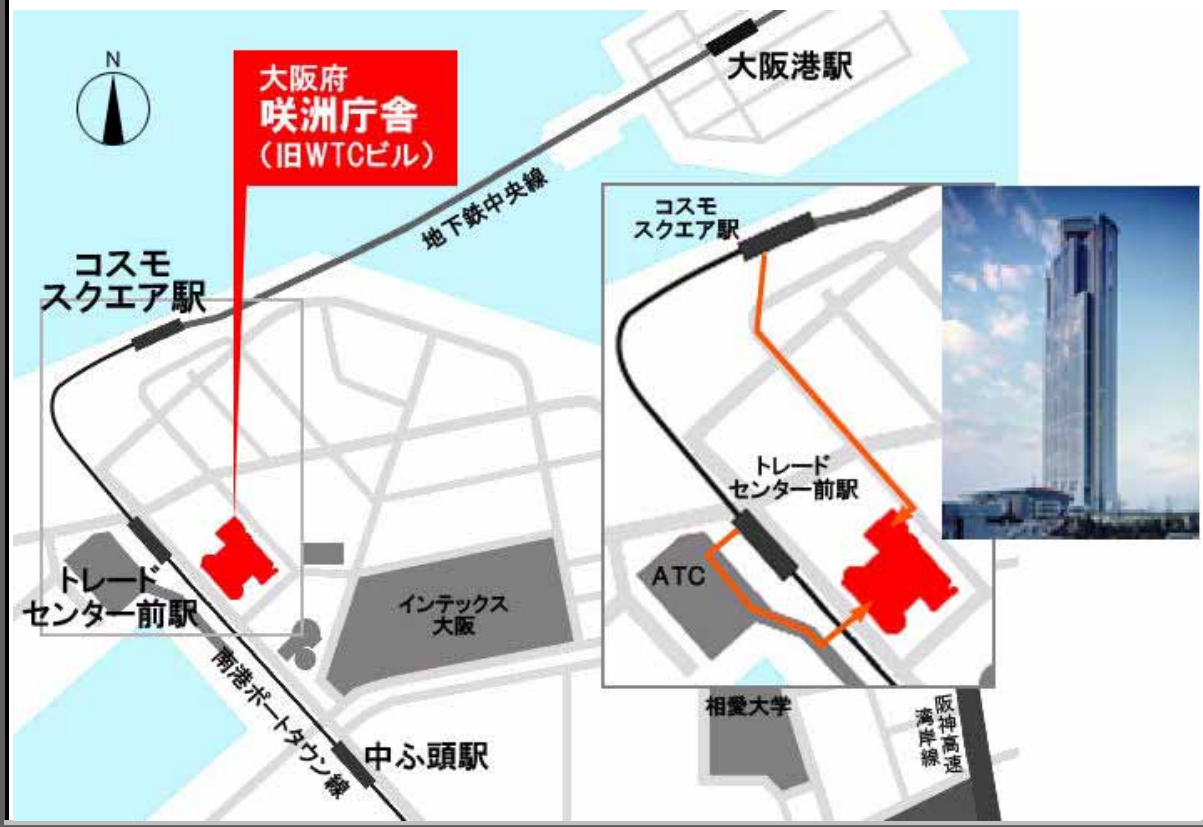 N
大阪府
咲洲庁舎
（旧WTCビル）
大阪港駅
地下鉄中央線
コスモ
スクエア駅
トレード
センター前駅
インテックス
大阪
南港ポートタウン線
中ふ頭駅
コスモ
スクエア駅
トレード
センター前駅
ATC
相愛大学
阪神高速
湾岸線